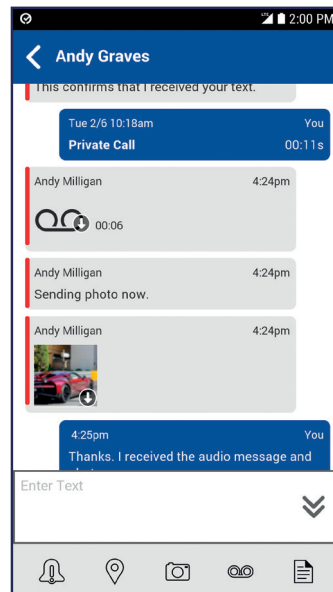 LTE 2:00 PM
Andy Graves
This confirms that I received your text.
Tue 2/6 10:18am You
Private Call 00:11s
Andy Milligan 4:24pm
00:06
Andy Milligan 4:24pm
Sending photo now.
Andy Milligan 4:24pm
4:25pm You
Thanks. I received the audio message and
Enter Text